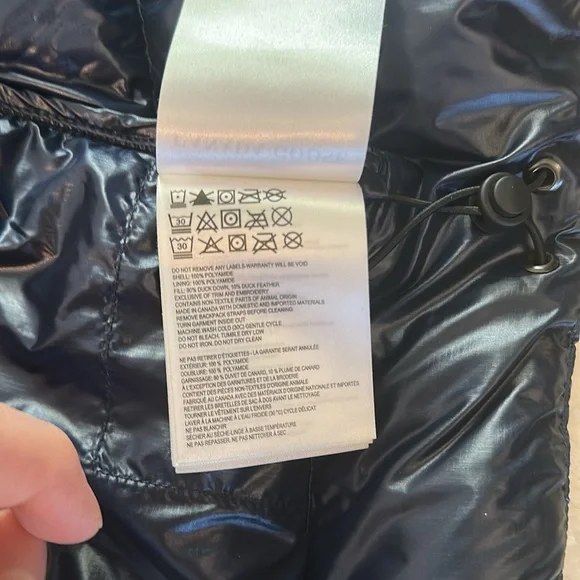 30
30
DO NOT REMOVE ANY LABELS-WARRANTY WILL BE VOID
SHELL: 100% POLYAMIDE
LINING: 100% POLYAMIDE
FILL: 90% DUCK DOWN, 10% DUCK FEATHER
EXCLUSIVE OF TRIM AND EMBROIDERY
CONTAINS NON-TEXTILE PARTS OF ANIMAL ORIGIN
MADE IN CANADA WITH DOMESTIC AND IMPORTED MATERIALS
REMOVE BACKPACK STRAPS BEFORE CLEANING
TURN GARMENT INSIDE OUT
MACHINE WASH COLD (30C) GENTLE CYCLE
DO NOT BLEACH, TUMBLE DRY LOW
DO NOT IRON, DO NOT DRY CLEAN
NE PAS RETIRER D'ÉTIQUETTES - LA GARANTIE SERAIT ANNULÉE
EXTÉRIEUR: 100 % POLYAMIDE
DOUBLURE: 100 % POLYAMIDE
GARNISSAGE: 90 % DUVET DE CANARD, 10 % PLUME DE CANARD
À L'EXCEPTION DES GARNITURES ET DE LA BRODERIE
CONTIENT DES PIÈCES NON-TEXTILES D'ORIGINE ANIMALE
FABRIQUÉ AU CANADA AVEC DES MATÉRIAUX D'ORIGINE NATIONALE ET IMPORTÉS
RETIRER LES BRETELLES DE SAC À DOS AVANT LE NETTOYAGE
TOURNER LE VÊTEMENT SUR L'ENVERS
LAVER À LA MACHINE À L'EAU FROIDE (30 °C) CYCLE DÉLICAT
NE PAS BLANCHIR
SÉCHER AU SÈCHE-LINGE À BASSE TEMPÉRATURE
NE PAS REPASSER, NE PAS NETTOYER À SEC